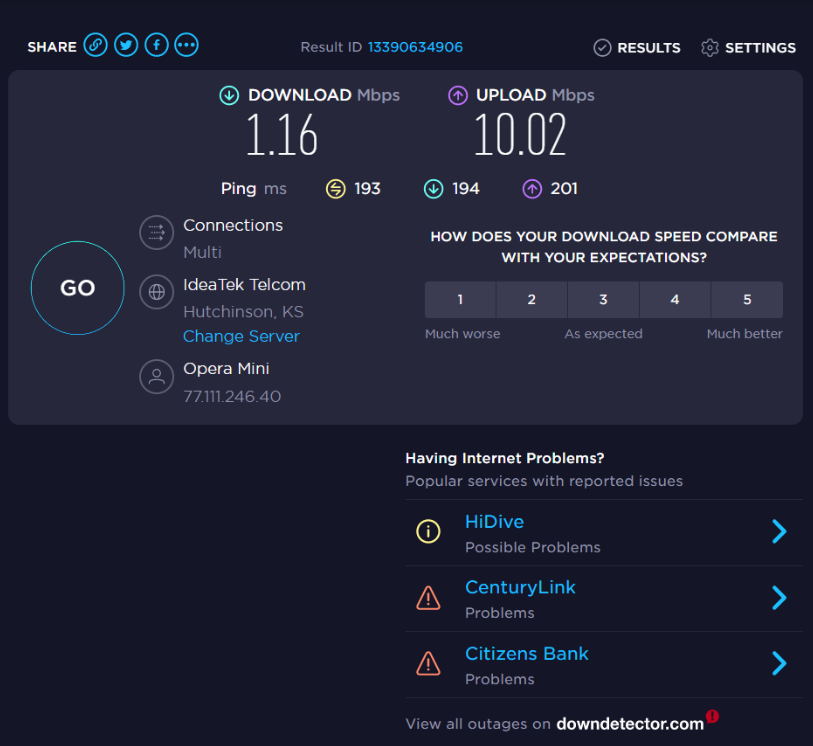 SHARE
Result ID 13390634906
RESULTS
SETTINGS
DOWNLOAD Mbps
1.16
UPLOAD Mbps
10.02
Ping ms
193
194
201
GO
Connections
Multi
IdeaTek Telcom
Hutchinson, KS
Change Server
Opera Mini
77.111.246.40
HOW DOES YOUR DOWNLOAD SPEED COMPARE
WITH YOUR EXPECTATIONS?
1 2 3 4 5
Much worse As expected Much better
Having Internet Problems?
Popular services with reported issues
HiDive
Possible Problems
CenturyLink
Problems
Citizens Bank
Problems
View all outages on downdetector.com